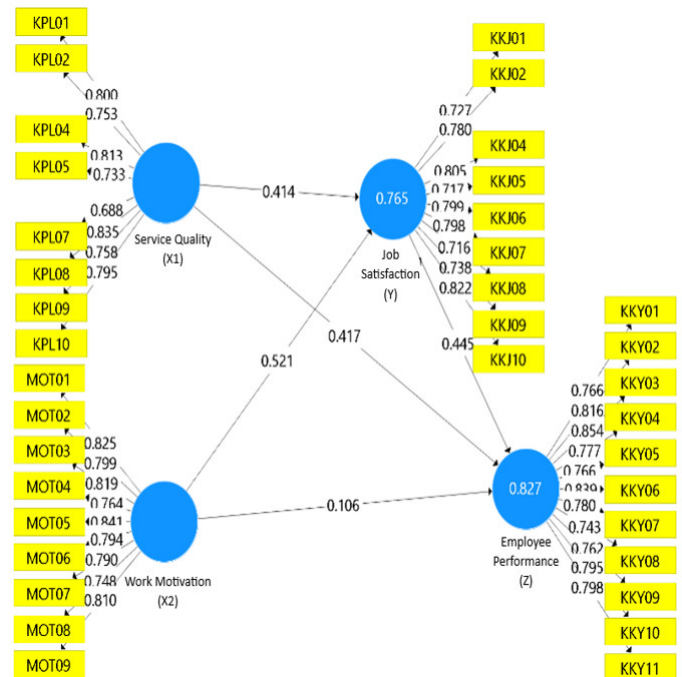 KPL01
KPL02
KPL04
KPL05
KPL07
KPL08
KPL09
KPL10
0.800
0.753
0.813
0.733
0.688
0.835
0.758
0.795
Service Quality
(X1)
MOT01
MOT02
MOT03
MOT04
MOT05
MOT06
MOT07
MOT08
MOT09
0.825
0.799
0.819
0.764
0.841
0.794
0.790
0.748
0.810
Work Motivation
(X2)
0.414
0.417
0.521
0.106
0.445
0.765
Job
Satisfaction
(Y)
0.727
0.780
0.805
0.717
0.799
0.798
0.716
0.738
0.822
KKJ01
KKJ02
KKJ04
KKJ05
KKJ06
KKJ07
KKJ08
KKJ09
KKJ10
0.827
Employee
Performance
(Z)
0.766
0.816
0.854
0.777
0.766
0.839
0.780
0.743
0.762
0.795
0.798
KKY01
KKY02
KKY03
KKY04
KKY05
KKY06
KKY07
KKY08
KKY09
KKY10
KKY11